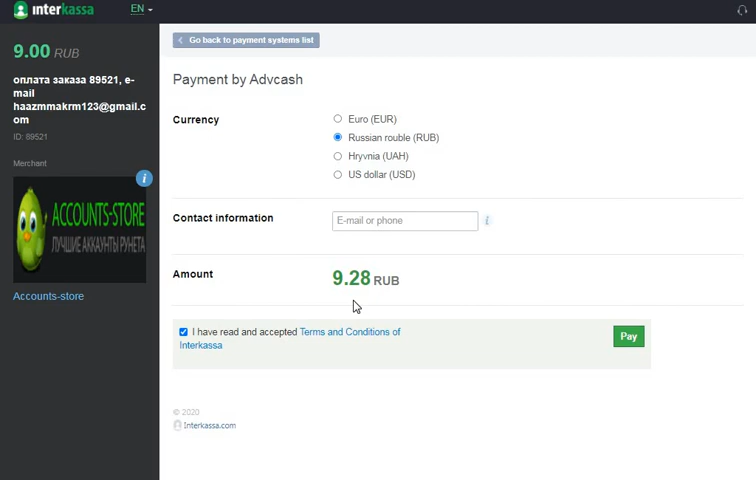 interkassa
EN
9.00 RUB
оплата заказа 89521, e-
mail
haazmmakrm123@gmail.c
om
ID: 89521
Merchant
i
ACCOUNTS-STORE
ЛУЧШИЕ АККАУНТЫ РУНЕТА
Accounts-store
Go back to payment systems list
Payment by Advcash
Currency
Euro (EUR)
Russian rouble (RUB)
Hryvnia (UAH)
US dollar (USD)
Contact information
E-mail or phone
i
Amount
9.28 RUB
I have read and accepted Terms and Conditions of
Interkassa
Pay
© 2020
Interkassa.com